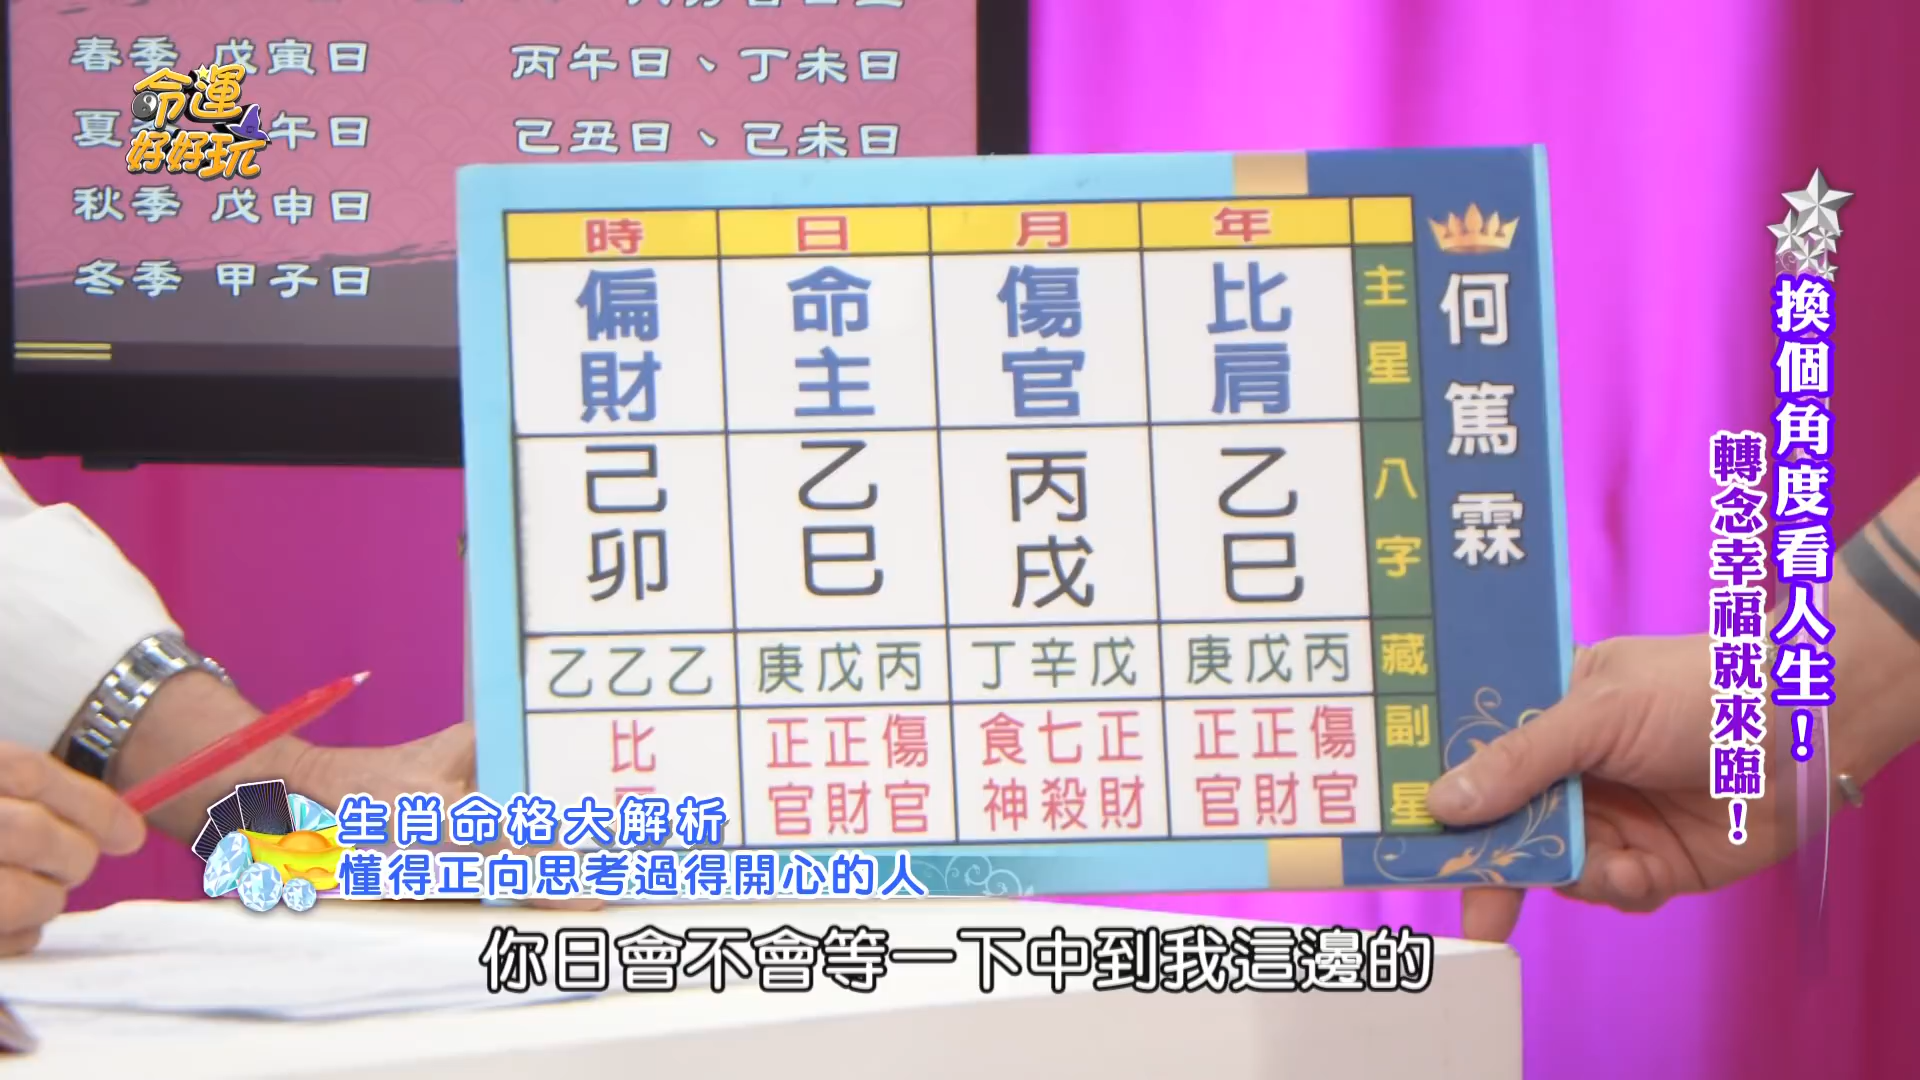 春季 戊寅日
丙午日、丁未日
夏 午日
己丑日、己未日
秋季 戊申日
冬季 甲子日
命運
好好玩
時 日 月 年
偏財 命主 傷官 比肩 主星
己卯 乙巳 丙戌 乙巳 八字
乙乙乙 庚戊丙 丁辛戊 庚戊丙 藏
比 正官 正財 傷官 食神 七殺 正財 正官 正財 傷官 副星
何篤霖
換個角度看人生!
轉念幸福就來臨!
生肖命格大解析
懂得正向思考過得開心的人
你日會不會等一下中到我這邊的